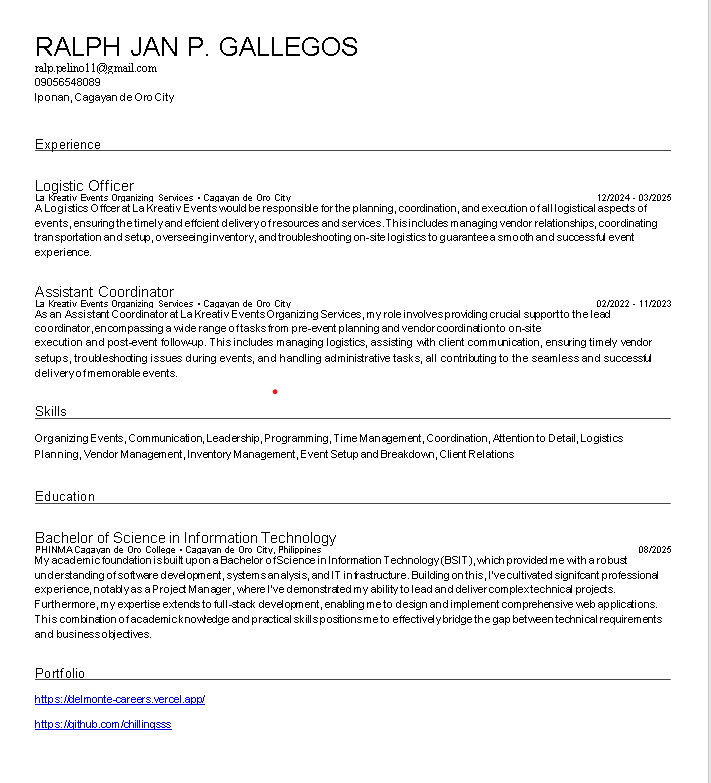 RALPH JAN P. GALLEGOS
ralp.pelino11@gmail.com
09056548089
Iponan, Cagayan de Oro City
Experience
Logistic Officer
La Kreativ Events Organizing Services • Cagayan de Oro City 12/2024 - 03/2025
A Logistics Offcer at La Kreativ Events would be responsible for the planning, coordination, and execution of all logistical aspects of
events, ensuring the timely and effcient delivery of resources and services. This includes managing vendor relationships, coordinating
transportation and setup, overseeing inventory, and troubleshooting on-site logistics to guarantee a smooth and successful event
experience.
Assistant Coordinator
La Kreativ Events Organizing Services • Cagayan de Oro City 02/2022 - 11/2023
As an Assistant Coordinator at La Kreativ Events Organizing Services, my role involves providing crucial support to the lead
coordinator, encompassing a wide range of tasks from pre-event planning and vendor coordination to on-site
execution and post-event follow-up. This includes managing logistics, assisting with client communication, ensuring timely vendor
setups, troubleshooting issues during events, and handling administrative tasks, all contributing to the seamless and successful
delivery of memorable events.
Skills
Organizing Events, Communication, Leadership, Programming, Time Management, Coordination, Attention to Detail, Logistics
Planning, Vendor Management, Inventory Management, Event Setup and Breakdown, Client Relations
Education
Bachelor of Science in Information Technology
PHINMA Cagayan de Oro College • Cagayan de Oro City, Philippines 08/2025
My academic foundation is built upon a Bachelor of Science in Information Technology (BSIT), which provided me with a robust
understanding of software development, systems analysis, and IT infrastructure. Building on this, I've cultivated signifcant professional
experience, notably as a Project Manager, where I've demonstrated my ability to lead and deliver complex technical projects.
Furthermore, my expertise extends to full-stack development, enabling me to design and implement comprehensive web applications.
This combination of academic knowledge and practical skills positions me to effectively bridge the gap between technical requirements
and business objectives.
Portfolio
https://delmonte-careers.vercel.app/
https://github.com/chillingsss